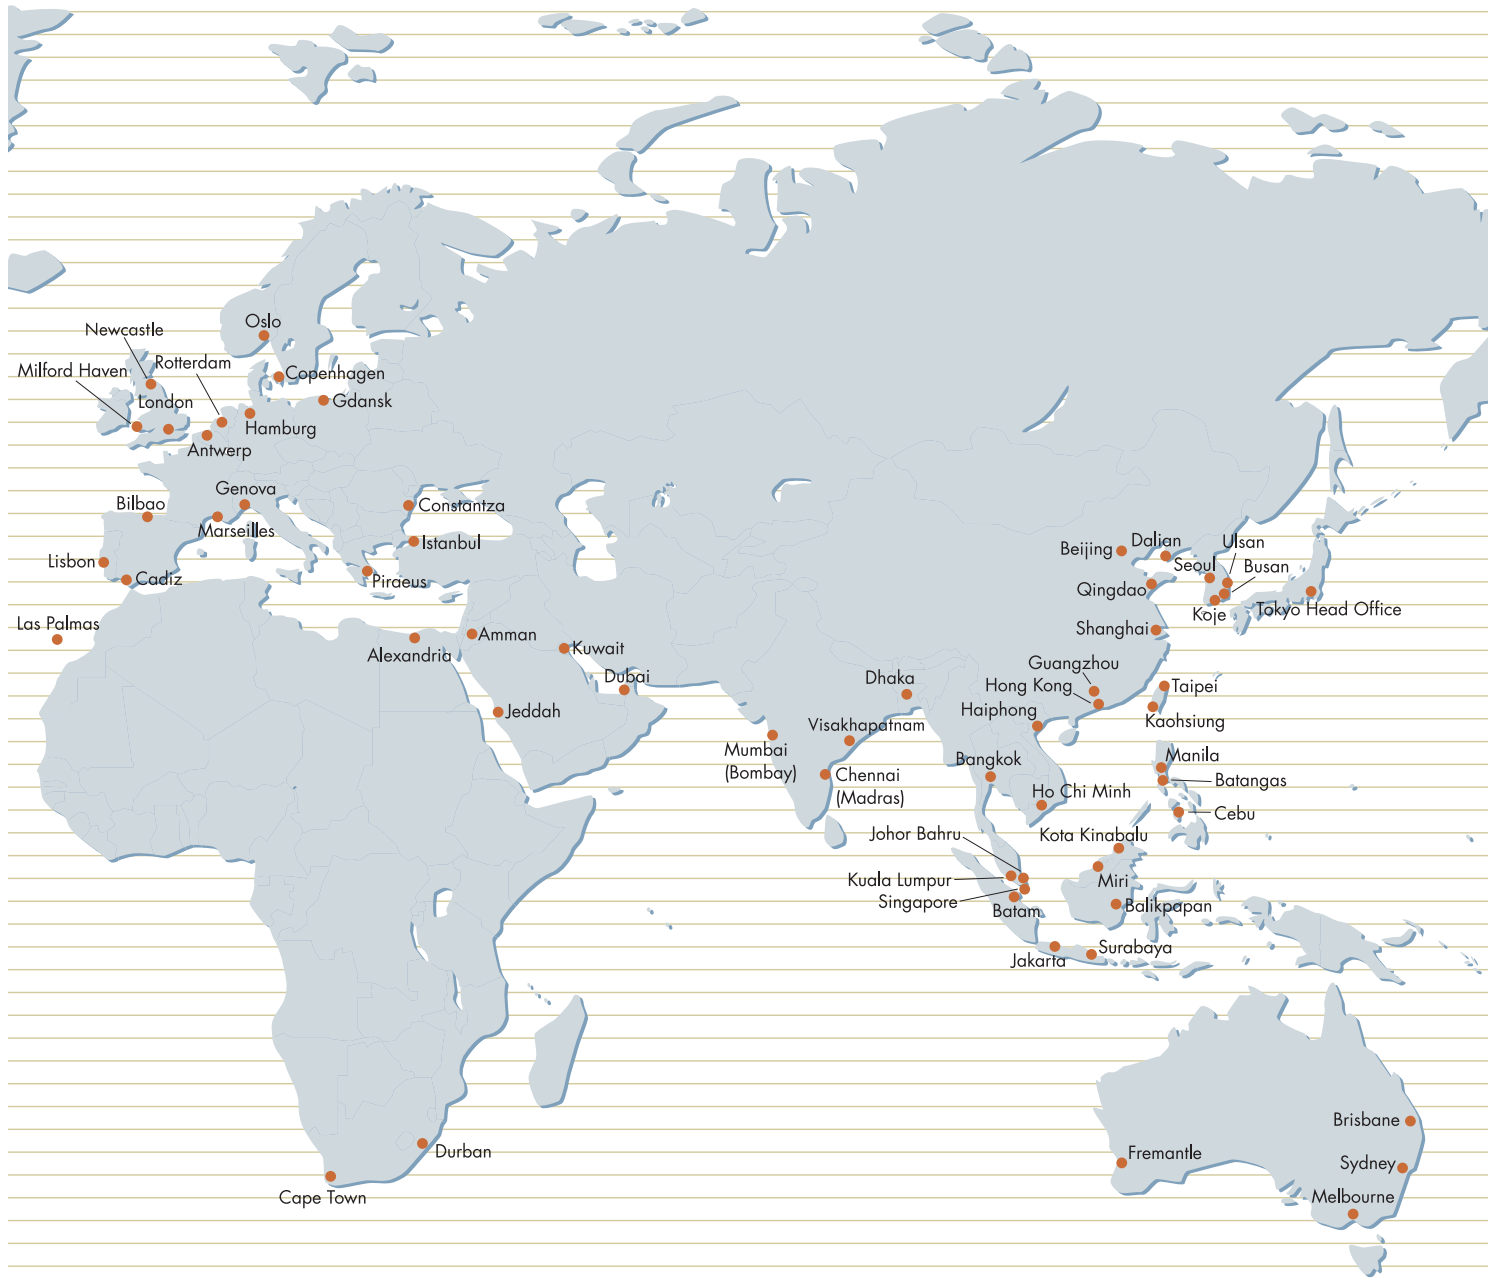 Oslo
Newcastle
Rotterdam
Milford Haven
Copenhagen
London
Gdansk
Hamburg
Antwerp
Genova
Bilbao
Constantza
Marseilles
Istanbul
Lisbon
Cadiz
Piraeus
Las Palmas
Amman
Alexandria
Kuwait
Dubai
Jeddah
Dhaka
Visakhapatnam
Mumbai
(Bombay)
Chennai
(Madras)
Beijing
Dalian
Ulsan
Seoul
Busan
Qingdao
Koje
Tokyo Head Office
Shanghai
Guangzhou
Hong Kong
Taipei
Haiphong
Kaohsiung
Bangkok
Manila
Batangas
Ho Chi Minh
Cebu
Johor Bahru
Kota Kinabalu
Kuala Lumpur
Miri
Singapore
Batam
Balikpapan
Surabaya
Jakarta
Durban
Cape Town
Brisbane
Fremantle
Sydney
Melbourne